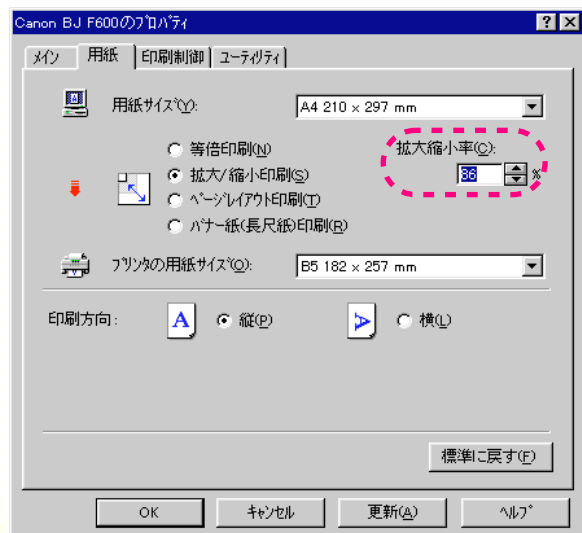 Canon BJ F600のﾌﾟﾛﾊﾟﾃｨ
ﾒｲﾝ 用紙 印刷制御 ﾕｰﾃｨﾘﾃｨ
用紙ｻｲｽﾞ(Y): A4 210 x 297 mm
等倍印刷(N) 拡大縮小率(C):
拡大/縮小印刷(S) 86 %
ﾍﾟｰｼﾞﾚｲｱｳﾄ印刷(T)
ﾊﾞﾅｰ紙(長尺紙)印刷(R)
ﾌﾟﾘﾝﾀの用紙ｻｲｽﾞ(O): B5 182 x 257 mm
印刷方向: A 縦(P) A 横(L)
標準に戻す(F)
OK ｷｬﾝｾﾙ 更新(A) ﾍﾙﾌﾟ